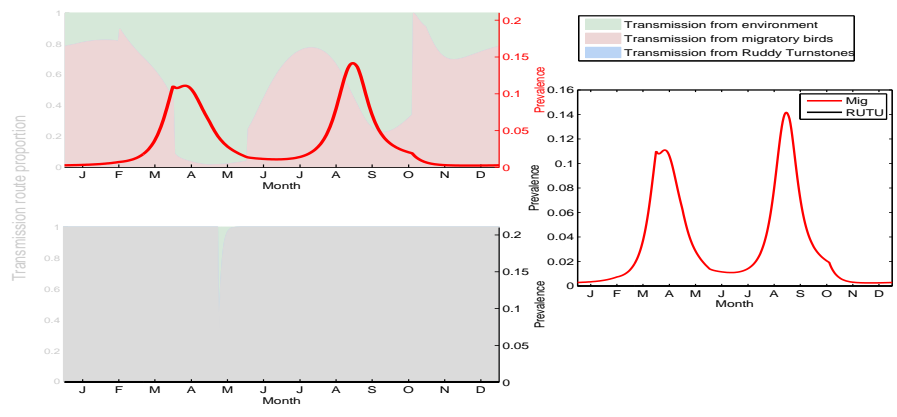 Transmission route proportion
1
0.8
0.6
0.4
0.2
0
0.2
0.15
0.1
0.05
0
Prevalence
J F M A M J J A S O N D
Month
1
0.8
0.6
0.4
0.2
0
0.2
0.15
0.1
0.05
0
Prevalence
J F M A M J J A S O N D
Month
Transmission from environment
Transmission from migratory birds
Transmission from Ruddy Turnstones
0.16
0.14
0.12
0.1
0.08
0.06
0.04
0.02
0
Prevalence
Mig
RUTU
J F M A M J J A S O N D
Month